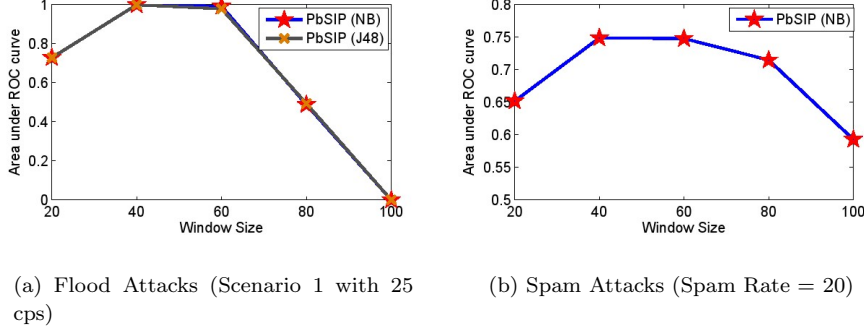 Area under ROC curve
1
0.8
0.6
0.4
0.2
0
20
40
60
80
100
Window Size
PbSIP (NB)
PbSIP (J48)
(a) Flood Attacks (Scenario 1 with 25
cps)
Area under ROC curve
0.8
0.75
0.7
0.65
0.6
0.55
0.5
20
40
60
80
100
Window Size
PbSIP (NB)
(b) Spam Attacks (Spam Rate = 20)